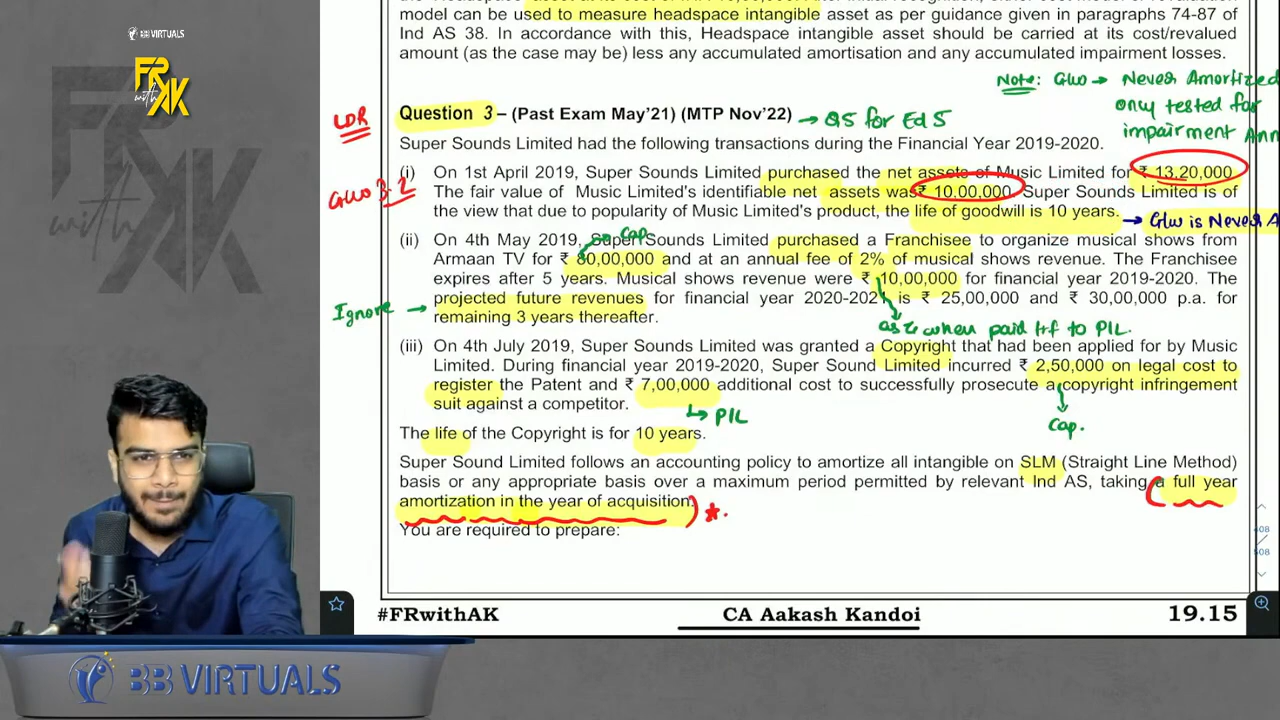 BB VIRTUALS
FR
with
AK
model can be used to measure headspace intangible asset as per guidance given in paragraphs 74-87 of
Ind AS 38. In accordance with this, Headspace intangible asset should be carried at its cost/revalued
amount (as the case may be) less any accumulated amortisation and any accumulated impairment losses.
Note: GW → Never Amortized
only tested for
impairment Ann
LDR
Question 3 – (Past Exam May'21) (MTP Nov'22) → Q5 for Ed 5
Super Sounds Limited had the following transactions during the Financial Year 2019-2020.
(i) On 1st April 2019, Super Sounds Limited purchased the net assets of Music Limited for ₹ 13,20,000.
GW 3.2
The fair value of Music Limited's identifiable net assets was ₹ 10,00,000. Super Sounds Limited is of
the view that due to popularity of Music Limited's product, the life of goodwill is 10 years.
→ GW is Never A
Cap
(ii) On 4th May 2019, Super Sounds Limited purchased a Franchisee to organize musical shows from
Armaan TV for ₹ 80,00,000 and at an annual fee of 2% of musical shows revenue. The Franchisee
expires after 5 years. Musical shows revenue were ₹ 10,00,000 for financial year 2019-2020. The
projected future revenues for financial year 2020-2021 is ₹ 25,00,000 and ₹ 30,00,000 p.a. for
Ignore →
remaining 3 years thereafter.
as & when paid trf to P/L.
(iii) On 4th July 2019, Super Sounds Limited was granted a Copyright that had been applied for by Music
Limited. During financial year 2019-2020, Super Sound Limited incurred ₹ 2,50,000 on legal cost to
register the Patent and ₹ 7,00,000 additional cost to successfully prosecute a copyright infringement
suit against a competitor.
P/L
Cap.
The life of the Copyright is for 10 years.
Super Sound Limited follows an accounting policy to amortize all intangible on SLM (Straight Line Method)
basis or any appropriate basis over a maximum period permitted by relevant Ind AS, taking a full year
amortization in the year of acquisition.
You are required to prepare:
508
#FRwithAK
CA Aakash Kandoi
19.15
BB VIRTUALS